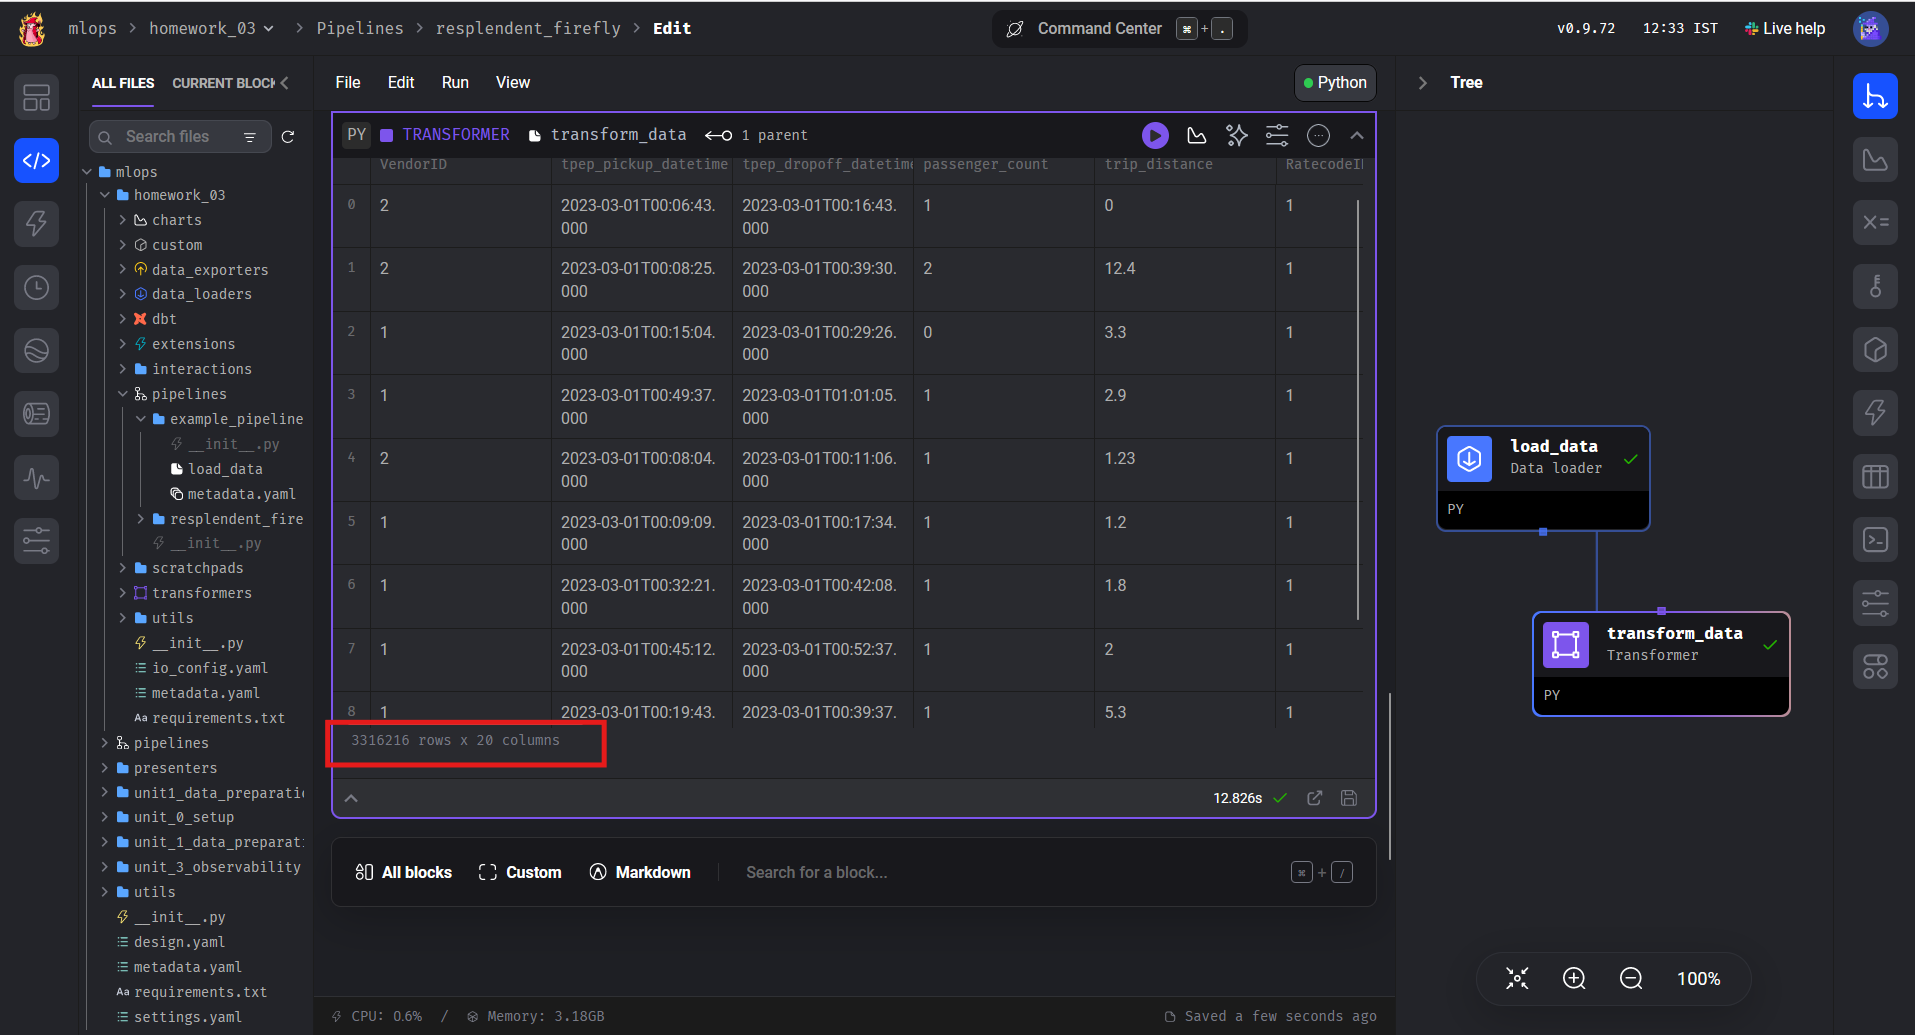 mlops > homework_03 > Pipelines > resplendent_firefly > Edit
Command Center ⌘ + .
v0.9.72 12:33 IST Live help
ALL FILES CURRENT BLOCK
Search files
mlops
homework_03
charts
custom
data_exporters
data_loaders
dbt
extensions
interactions
pipelines
example_pipeline
__init__.py
load_data
metadata.yaml
resplendent_fire
__init__.py
scratchpads
transformers
utils
__init__.py
io_config.yaml
metadata.yaml
Aa requirements.txt
pipelines
presenters
unit1_data_preparatio
unit_0_setup
unit_1_data_preparati
unit_3_observability
utils
__init__.py
design.yaml
metadata.yaml
Aa requirements.txt
settings.yaml
File Edit Run View Python
PY TRANSFORMER transform_data 1 parent
VendorID tpep_pickup_datetime tpep_dropoff_datetime passenger_count trip_distance RatecodeID
0 2 2023-03-01T00:06:43.000 2023-03-01T00:16:43.000 1 0 1
1 2 2023-03-01T00:08:25.000 2023-03-01T00:39:30.000 2 12.4 1
2 1 2023-03-01T00:15:04.000 2023-03-01T00:29:26.000 0 3.3 1
3 1 2023-03-01T00:49:37.000 2023-03-01T01:01:05.000 1 2.9 1
4 2 2023-03-01T00:08:04.000 2023-03-01T00:11:06.000 1 1.23 1
5 1 2023-03-01T00:09:09.000 2023-03-01T00:17:34.000 1 1.2 1
6 1 2023-03-01T00:32:21.000 2023-03-01T00:42:08.000 1 1.8 1
7 1 2023-03-01T00:45:12.000 2023-03-01T00:52:37.000 1 2 1
8 1 2023-03-01T00:19:43. 2023-03-01T00:39:37. 1 5.3 1
3316216 rows x 20 columns
12.826s
All blocks Custom Markdown Search for a block... ⌘ + /
CPU: 0.6% / Memory: 3.18GB Saved a few seconds ago
Tree
load_data
Data loader
PY
transform_data
Transformer
PY
100%